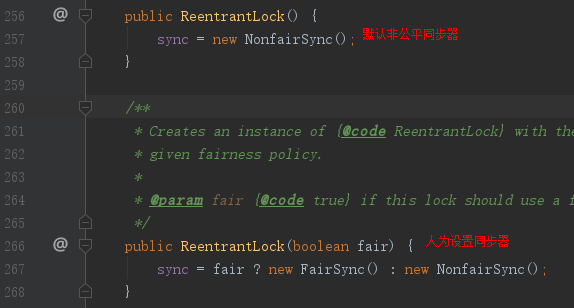 256 @ public ReentrantLock() {
257 sync = new NonfairSync(); 默认非公平同步器
258 }
259
260 /**
261 * Creates an instance of {@code ReentrantLock} with the
262 * given fairness policy.
263 *
264 * @param fair {@code true} if this lock should use a f
265 */
266 @ public ReentrantLock(boolean fair) { 人为设置同步器
267 sync = fair ? new FairSync() : new NonfairSync();
268 }